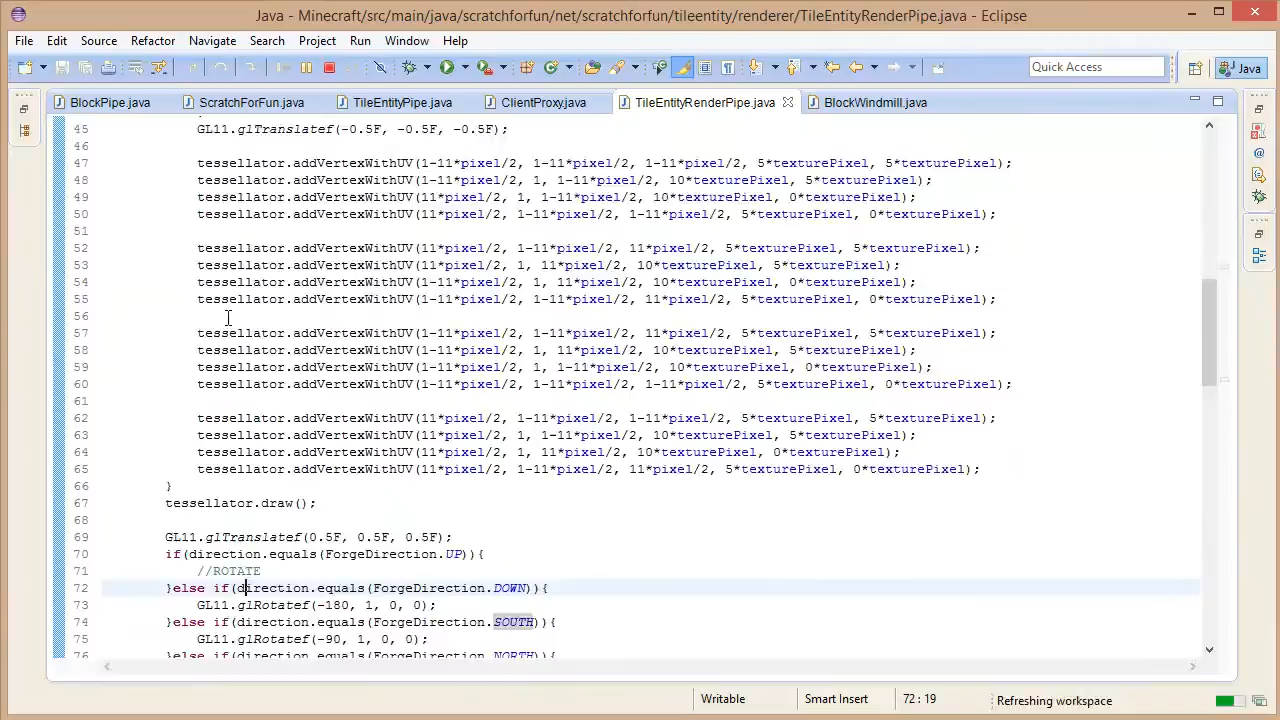 Java - Minecraft/src/main/java/scratchforfun/net/scratchforfun/tileentity/renderer/TileEntityRenderPipe.java - Eclipse
File Edit Source Refactor Navigate Search Project Run Window Help
Quick Access
Java
BlockPipe.java
ScratchForFun.java
TileEntityPipe.java
ClientProxy.java
TileEntityRenderPipe.java
BlockWindmill.java
45 GL11.glTranslatef(-0.5F, -0.5F, -0.5F);
46
47 tessellator.addVertexWithUV(1-11*pixel/2, 1-11*pixel/2, 1-11*pixel/2, 5*texturePixel, 5*texturePixel);
48 tessellator.addVertexWithUV(1-11*pixel/2, 1, 1-11*pixel/2, 10*texturePixel, 5*texturePixel);
49 tessellator.addVertexWithUV(11*pixel/2, 1, 1-11*pixel/2, 10*texturePixel, 0*texturePixel);
50 tessellator.addVertexWithUV(11*pixel/2, 1-11*pixel/2, 1-11*pixel/2, 5*texturePixel, 0*texturePixel);
51
52 tessellator.addVertexWithUV(11*pixel/2, 1-11*pixel/2, 11*pixel/2, 5*texturePixel, 5*texturePixel);
53 tessellator.addVertexWithUV(11*pixel/2, 1, 11*pixel/2, 10*texturePixel, 5*texturePixel);
54 tessellator.addVertexWithUV(1-11*pixel/2, 1, 11*pixel/2, 10*texturePixel, 0*texturePixel);
55 tessellator.addVertexWithUV(1-11*pixel/2, 1-11*pixel/2, 11*pixel/2, 5*texturePixel, 0*texturePixel);
56
57 tessellator.addVertexWithUV(1-11*pixel/2, 1-11*pixel/2, 11*pixel/2, 5*texturePixel, 5*texturePixel);
58 tessellator.addVertexWithUV(1-11*pixel/2, 1, 11*pixel/2, 10*texturePixel, 5*texturePixel);
59 tessellator.addVertexWithUV(1-11*pixel/2, 1, 1-11*pixel/2, 10*texturePixel, 0*texturePixel);
60 tessellator.addVertexWithUV(1-11*pixel/2, 1-11*pixel/2, 1-11*pixel/2, 5*texturePixel, 0*texturePixel);
61
62 tessellator.addVertexWithUV(11*pixel/2, 1-11*pixel/2, 1-11*pixel/2, 5*texturePixel, 5*texturePixel);
63 tessellator.addVertexWithUV(11*pixel/2, 1, 1-11*pixel/2, 10*texturePixel, 5*texturePixel);
64 tessellator.addVertexWithUV(11*pixel/2, 1, 11*pixel/2, 10*texturePixel, 0*texturePixel);
65 tessellator.addVertexWithUV(11*pixel/2, 1-11*pixel/2, 11*pixel/2, 5*texturePixel, 0*texturePixel);
66 }
67 tessellator.draw();
68
69 GL11.glTranslatef(0.5F, 0.5F, 0.5F);
70 if(direction.equals(ForgeDirection.UP)){
71 //ROTATE
72 }else if(direction.equals(ForgeDirection.DOWN)){
73 GL11.glRotatef(-180, 1, 0, 0);
74 }else if(direction.equals(ForgeDirection.SOUTH)){
75 GL11.glRotatef(-90, 1, 0, 0);
76 }else if(direction.equals(ForgeDirection.NORTH)){
Writable
Smart Insert
72 : 19
Refreshing workspace